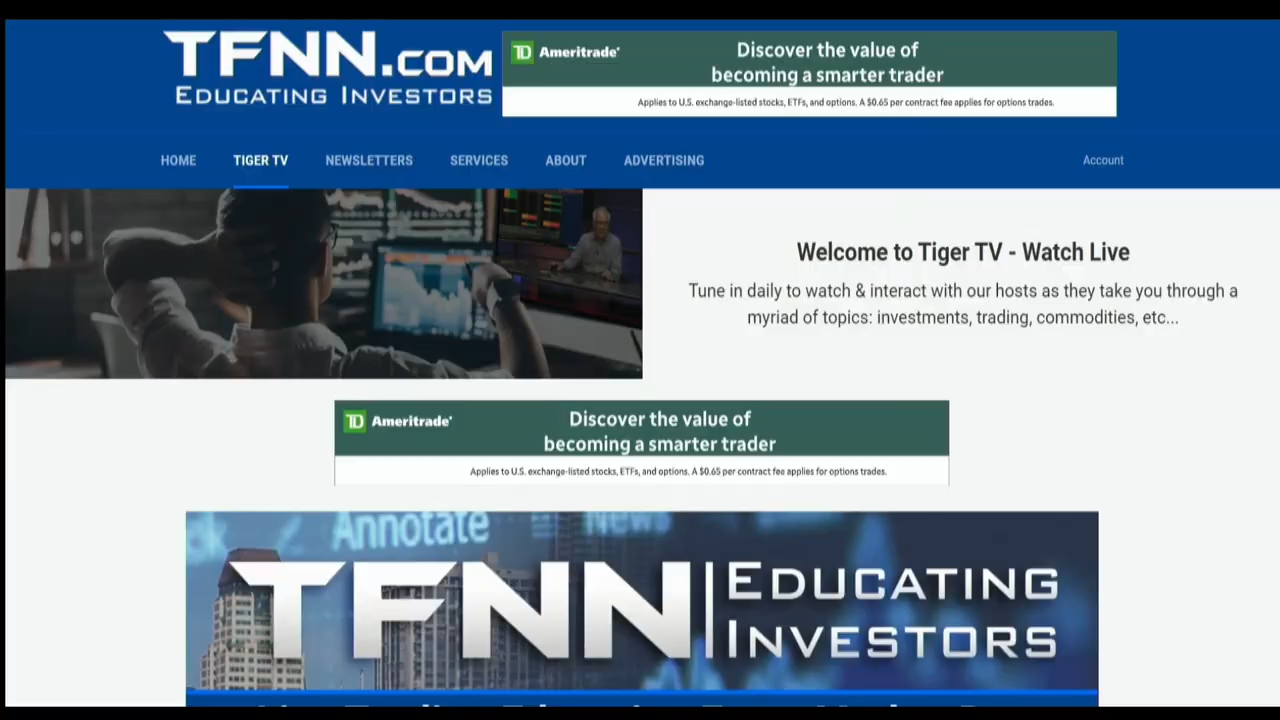 TFNN.COM
EDUCATING INVESTORS
TD Ameritrade
Discover the value of
becoming a smarter trader
Applies to U.S. exchange-listed stocks, ETFs, and options. A $0.65 per contract fee applies for options trades.
HOME TIGER TV NEWSLETTERS SERVICES ABOUT ADVERTISING Account
Welcome to Tiger TV - Watch Live
Tune in daily to watch & interact with our hosts as they take you through a
myriad of topics: investments, trading, commodities, etc...
TD Ameritrade
Discover the value of
becoming a smarter trader
Applies to U.S. exchange-listed stocks, ETFs, and options. A $0.65 per contract fee applies for options trades.
Annotate News
TFNN EDUCATING
INVESTORS